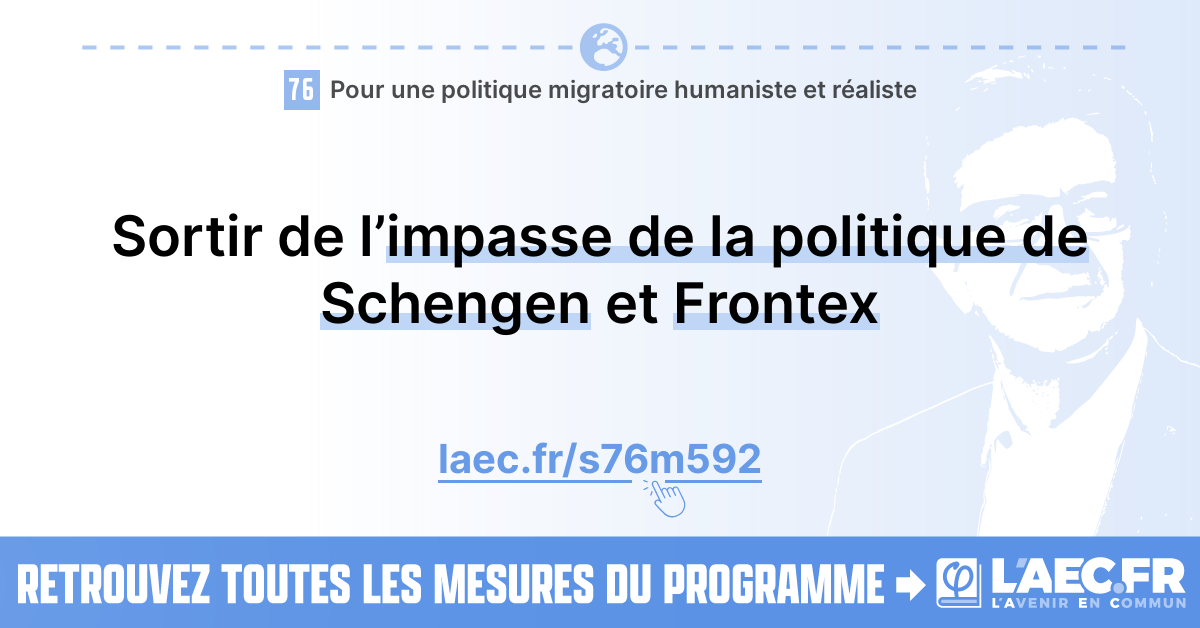 76 Pour une politique migratoire humaniste et réaliste
Sortir de l’impasse de la politique de
Schengen et Frontex
laec.fr/s76m592
RETROUVEZ TOUTES LES MESURES DU PROGRAMME
φ L'AEC.FR
L'AVENIR EN COMMUN